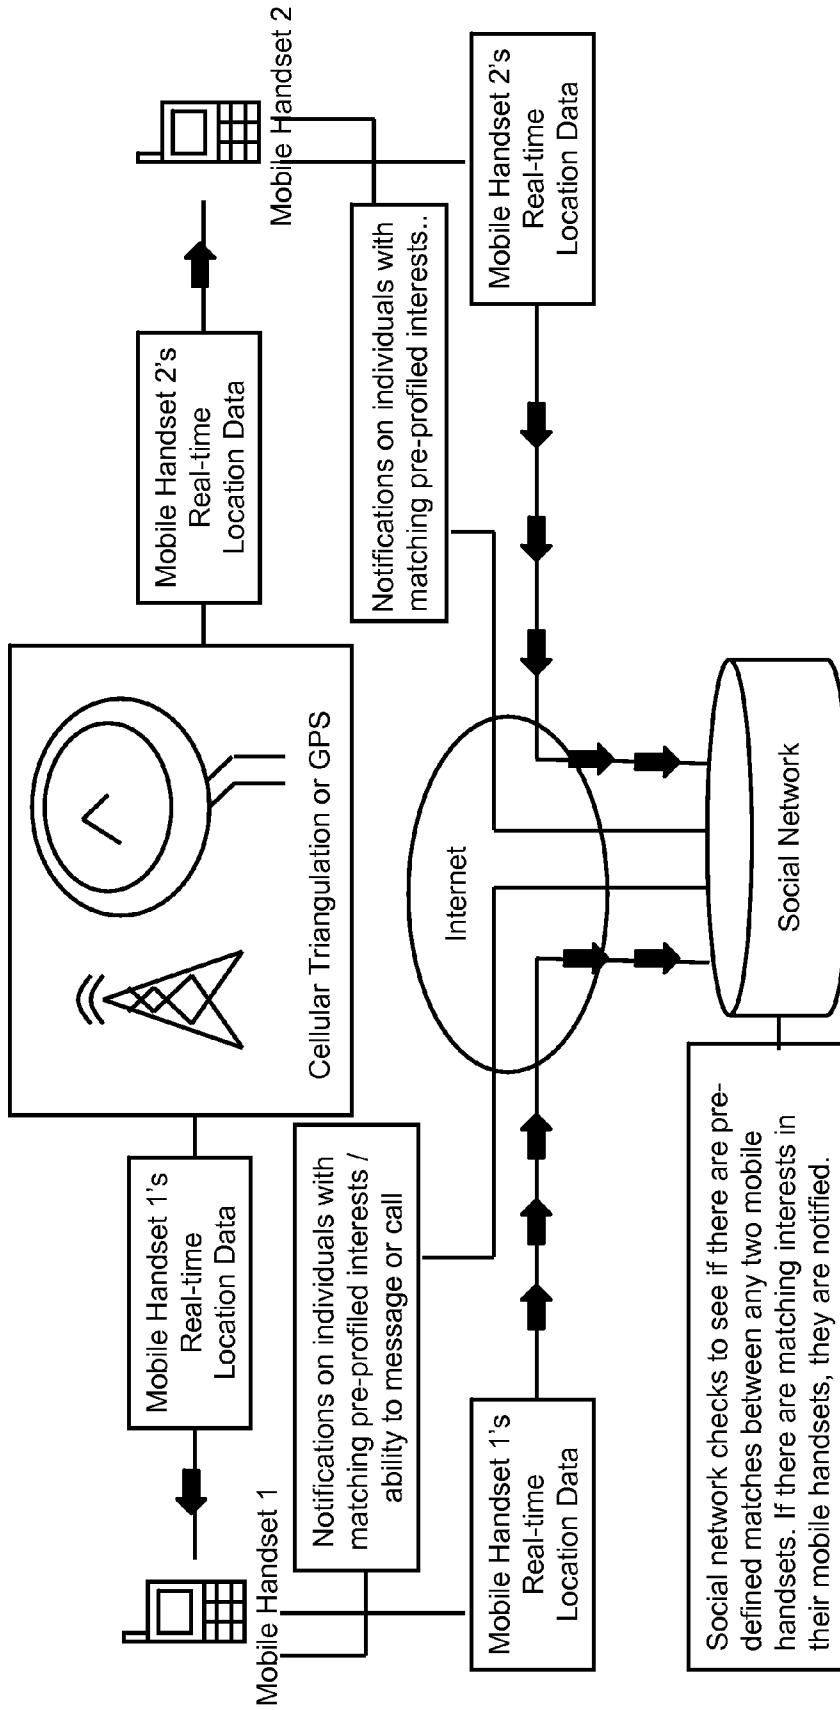 Mobile Handset 1
Mobile Handset 1's
Real-time
Location Data
Cellular Triangulation or GPS
Mobile Handset 2's
Real-time
Location Data
Mobile Handset 2
Notifications on individuals with
matching pre-profiled interests /
ability to message or call
Notifications on individuals with
matching pre-profiled interests..
Internet
Mobile Handset 1's
Real-time
Location Data
Mobile Handset 2's
Real-time
Location Data
Social network checks to see if there are pre-
defined matches between any two mobile
handsets. If there are matching interests in
their mobile handsets, they are notified.
Social Network